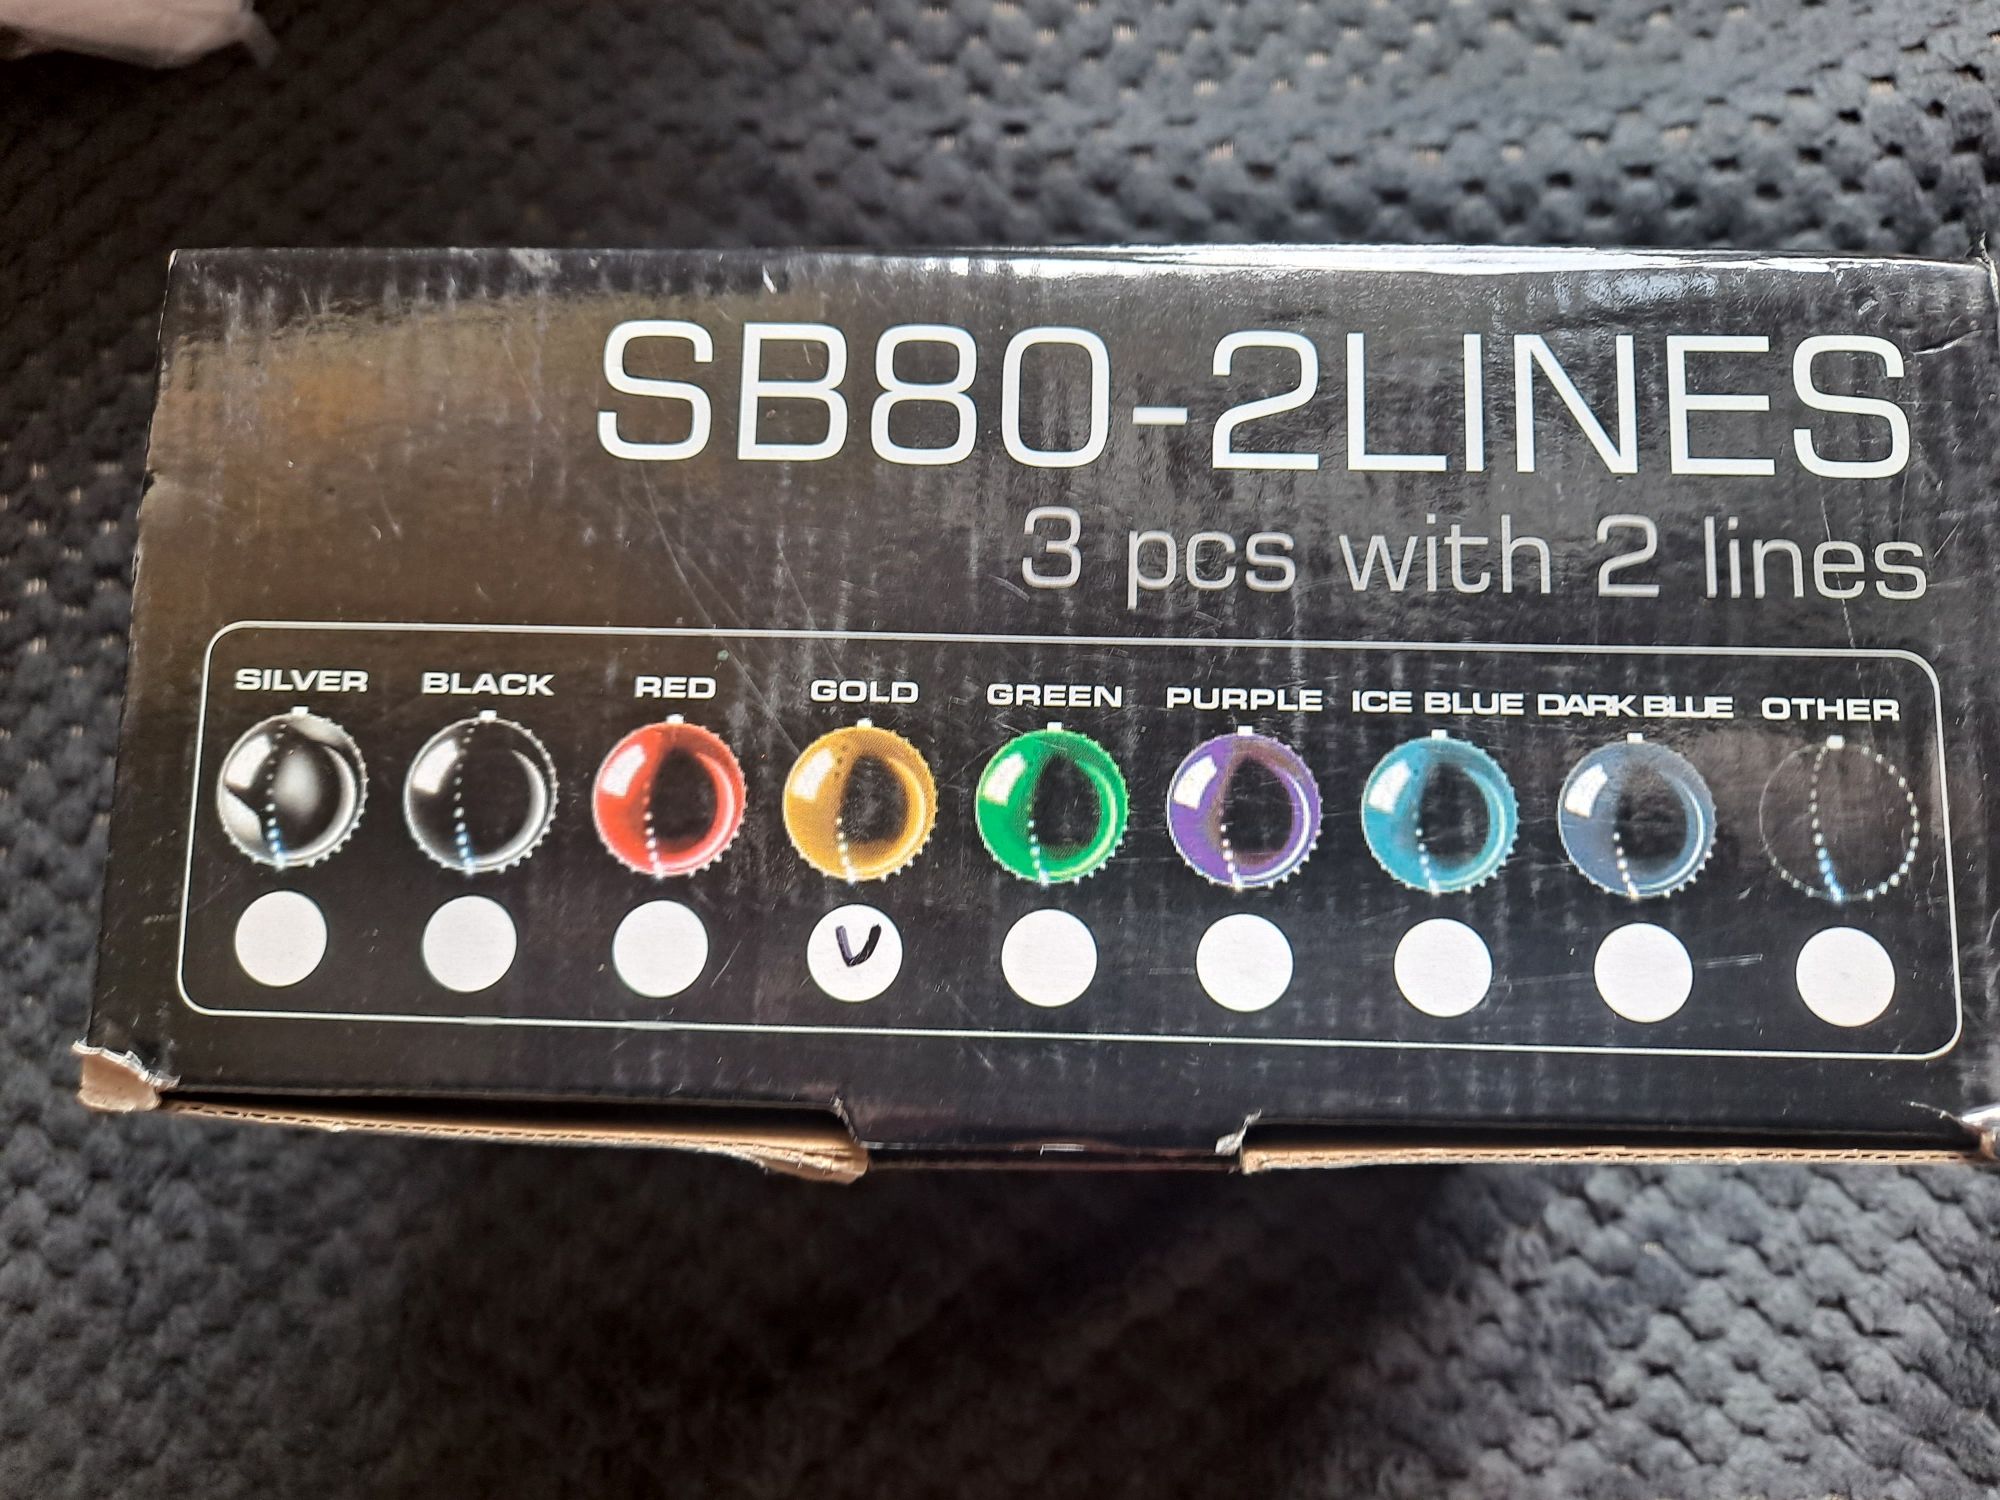 SB80-2LINES
3 pcs with 2 lines
SILVER BLACK RED GOLD GREEN PURPLE ICE BLUE DARK BLUE OTHER
V